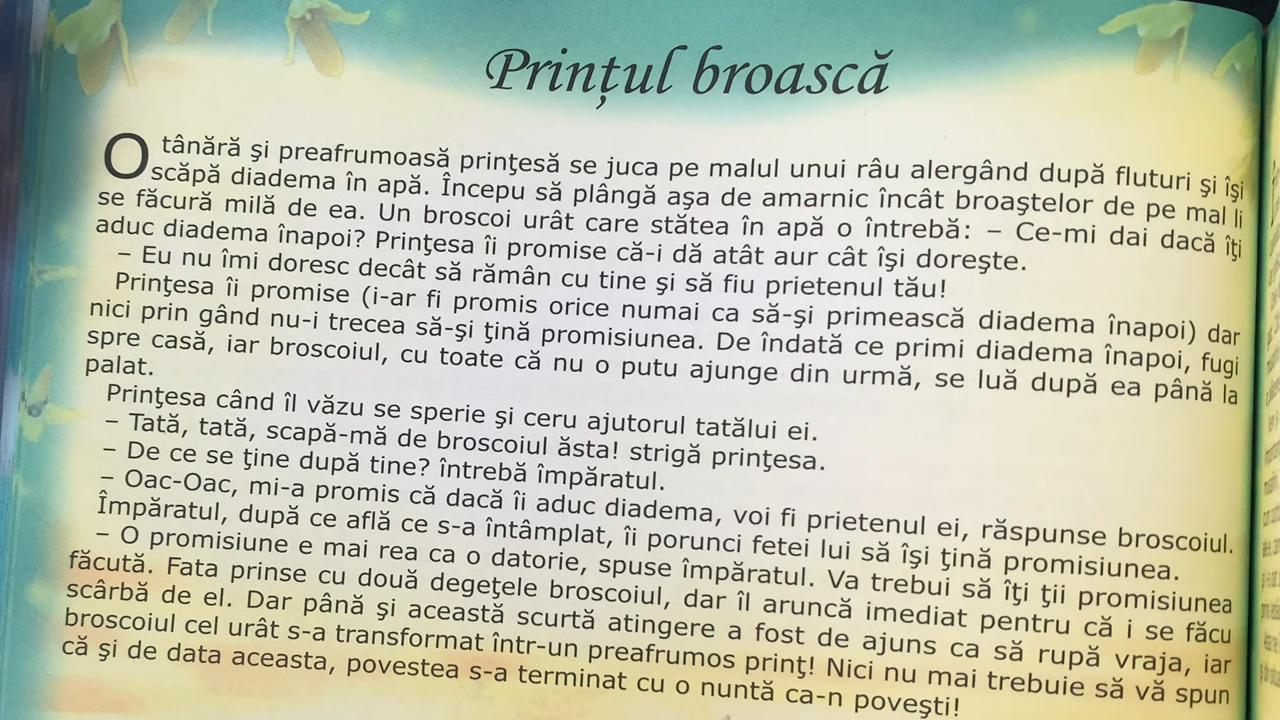 Prințul broască
O tânără şi preafrumoasă prinţesă se juca pe malul unui râu alergând după fluturi şi îşi
scăpă diadema în apă. Începu să plângă aşa de amarnic încât broaştelor de pe mal li
se făcură milă de ea. Un broscoi urât care stătea în apă o întrebă: – Ce-mi dai dacă îţi
aduc diadema înapoi? Prinţesa îi promise că-i dă atât aur cât îşi doreşte.
– Eu nu îmi doresc decât să rămân cu tine şi să fiu prietenul tău!
Prinţesa îi promise (i-ar fi promis orice numai ca să-şi primească diadema înapoi) dar
nici prin gând nu-i trecea să-şi ţină promisiunea. De îndată ce primi diadema înapoi, fugi
spre casă, iar broscoiul, cu toate că nu o putu ajunge din urmă, se luă după ea până la
palat.
Prinţesa când îl văzu se sperie şi ceru ajutorul tatălui ei.
– Tată, tată, scapă-mă de broscoiul ăsta! strigă prinţesa.
– De ce se ţine după tine? întrebă împăratul.
– Oac-Oac, mi-a promis că dacă îi aduc diadema, voi fi prietenul ei, răspunse broscoiul.
Împăratul, după ce află ce s-a întâmplat, îi porunci fetei lui să îşi ţină promisiunea.
– O promisiune e mai rea ca o datorie, spuse împăratul. Va trebui să îţi ţii promisiunea
făcută. Fata prinse cu două degeţele broscoiul, dar îl aruncă imediat pentru că i se făcu
scârbă de el. Dar până şi această scurtă atingere a fost de ajuns ca să rupă vraja, iar
broscoiul cel urât s-a transformat într-un preafrumos prinţ! Nici nu mai trebuie să vă spun
că şi de data aceasta, povestea s-a terminat cu o nuntă ca-n poveşti!